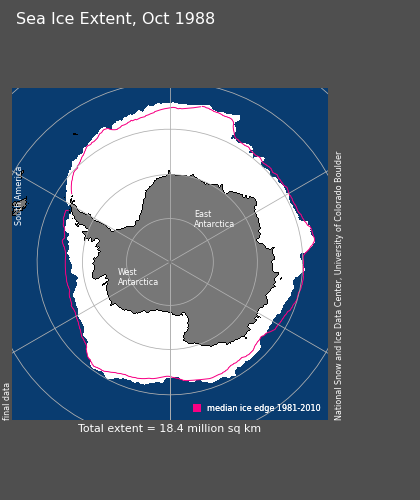 Sea Ice Extent, Oct 1988
South America
East
Antarctica
West
Antarctica
National Snow and Ice Data Center, University of Colorado Boulder
final data
median ice edge 1981-2010
Total extent = 18.4 million sq km